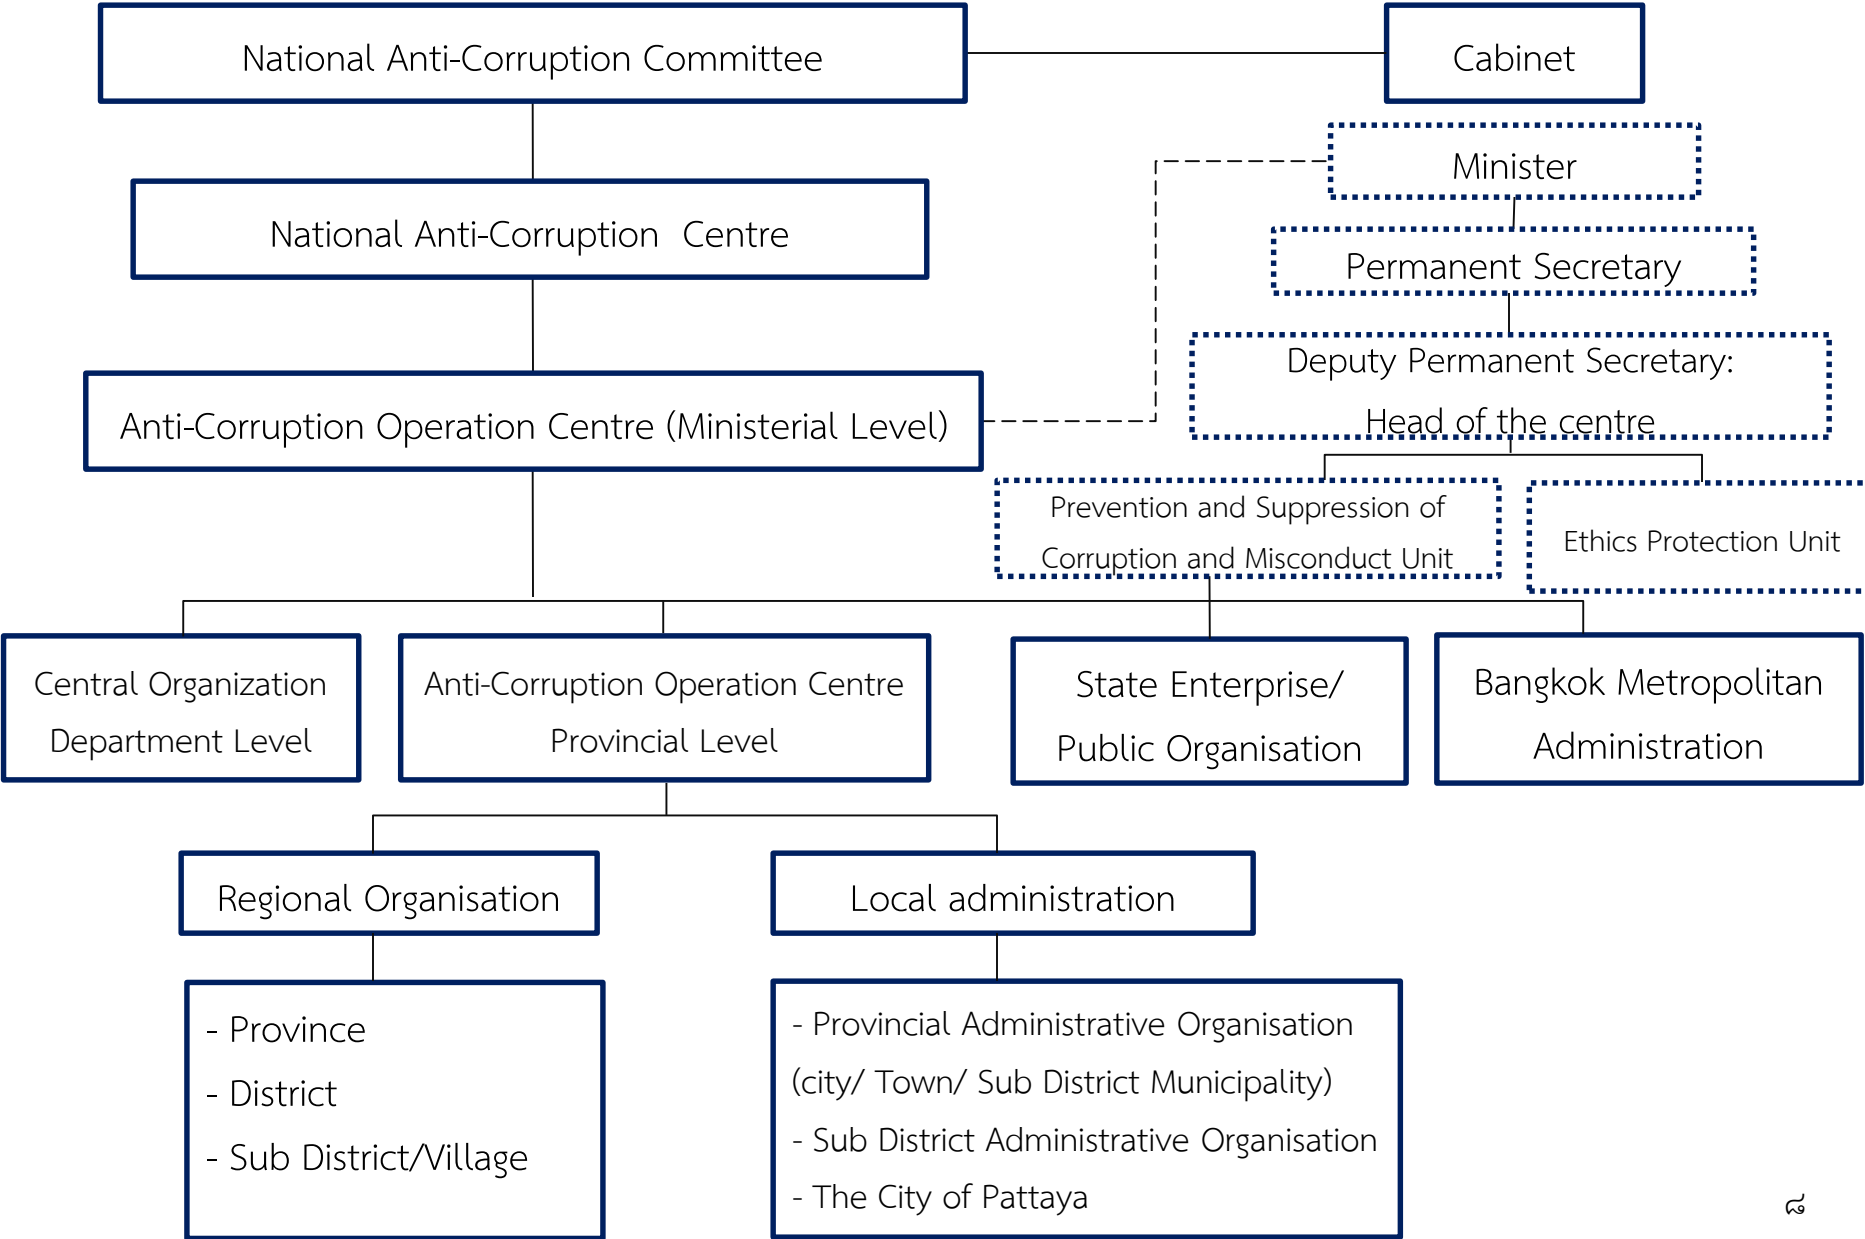 National Anti-Corruption Committee
Cabinet
Minister
National Anti-Corruption Centre
Permanent Secretary
Deputy Permanent Secretary:
Head of the centre
Anti-Corruption Operation Centre (Ministerial Level)
Prevention and Suppression of
Corruption and Misconduct Unit
Ethics Protection Unit
Central Organization
Department Level
Anti-Corruption Operation Centre
Provincial Level
State Enterprise/
Public Organisation
Bangkok Metropolitan
Administration
Regional Organisation
Local administration
- Province
- District
- Sub District/Village
- Provincial Administrative Organisation
(city/ Town/ Sub District Municipality)
- Sub District Administrative Organisation
- The City of Pattaya
๘